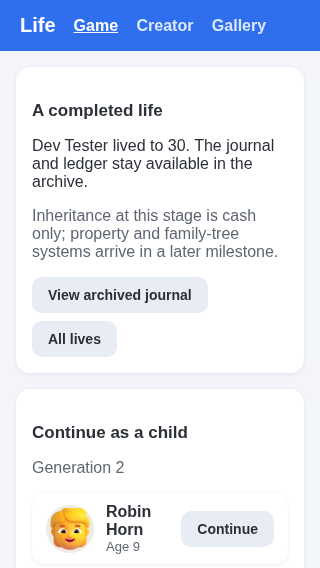 Life Game Creator Gallery
A completed life
Dev Tester lived to 30. The journal
and ledger stay available in the
archive.
Inheritance at this stage is cash
only; property and family-tree
systems arrive in a later milestone.
View archived journal
All lives
Continue as a child
Generation 2
Robin
Horn
Age 9
Continue